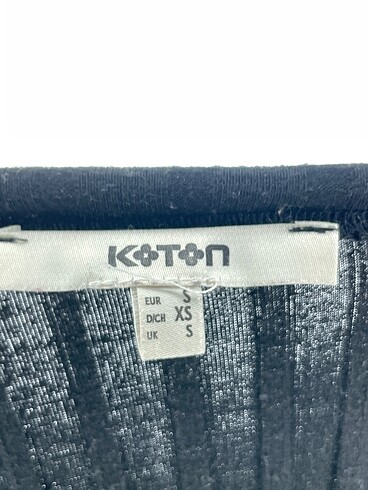 KOTON
EUR S
D/CH XS
UK S